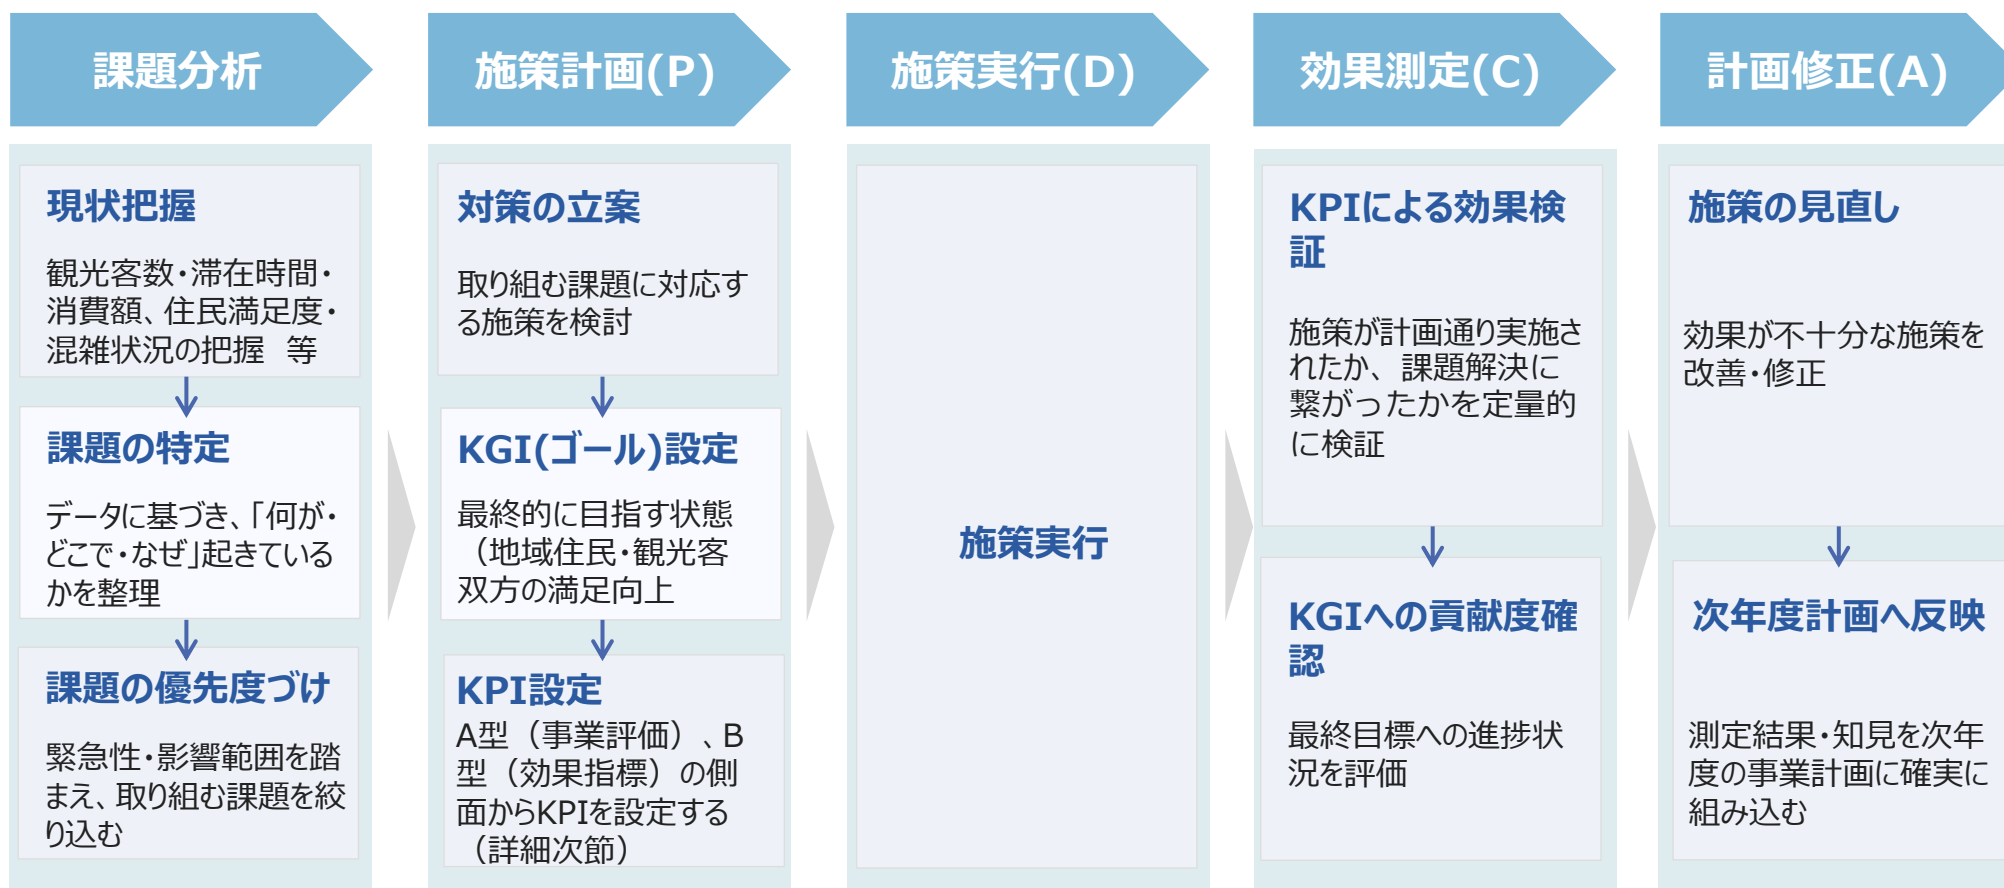 課題分析
施策計画(P)
施策実行(D)
効果測定(C)
計画修正(A)
現状把握
観光客数・滞在時間・
消費額、住民満足度・
混雑状況の把握　等
課題の特定
データに基づき、「何が・
どこで・なぜ」起きている
かを整理
課題の優先度づけ
緊急性・影響範囲を踏
まえ、取り組む課題を絞
り込む
対策の立案
取り組む課題に対応す
る施策を検討
KGI(ゴール)設定
最終的に目指す状態
（地域住民・観光客
双方の満足向上
KPI設定
A型（事業評価）、B
型（効果指標）の側
面からKPIを設定する
（詳細次節）
施策実行
KPIによる効果検
証
施策が計画通り実施さ
れたか、課題解決に
繋がったかを定量的
に検証
KGIへの貢献度確
認
最終目標への進捗状
況を評価
施策の見直し
効果が不十分な施策を
改善・修正
次年度計画へ反映
測定結果・知見を次年
度の事業計画に確実に
組み込む